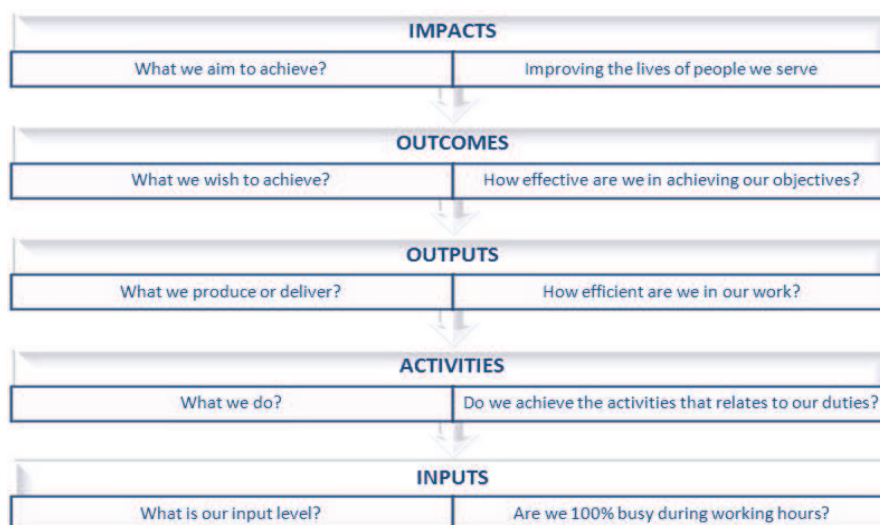 IMPACTS
What we aim to achieve?
Improving the lives of people we serve
OUTCOMES
What we wish to achieve?
How effective are we in achieving our objectives?
OUTPUTS
What we produce or deliver?
How efficient are we in our work?
ACTIVITIES
What we do?
Do we achieve the activities that relates to our duties?
INPUTS
What is our input level?
Are we 100% busy during working hours?